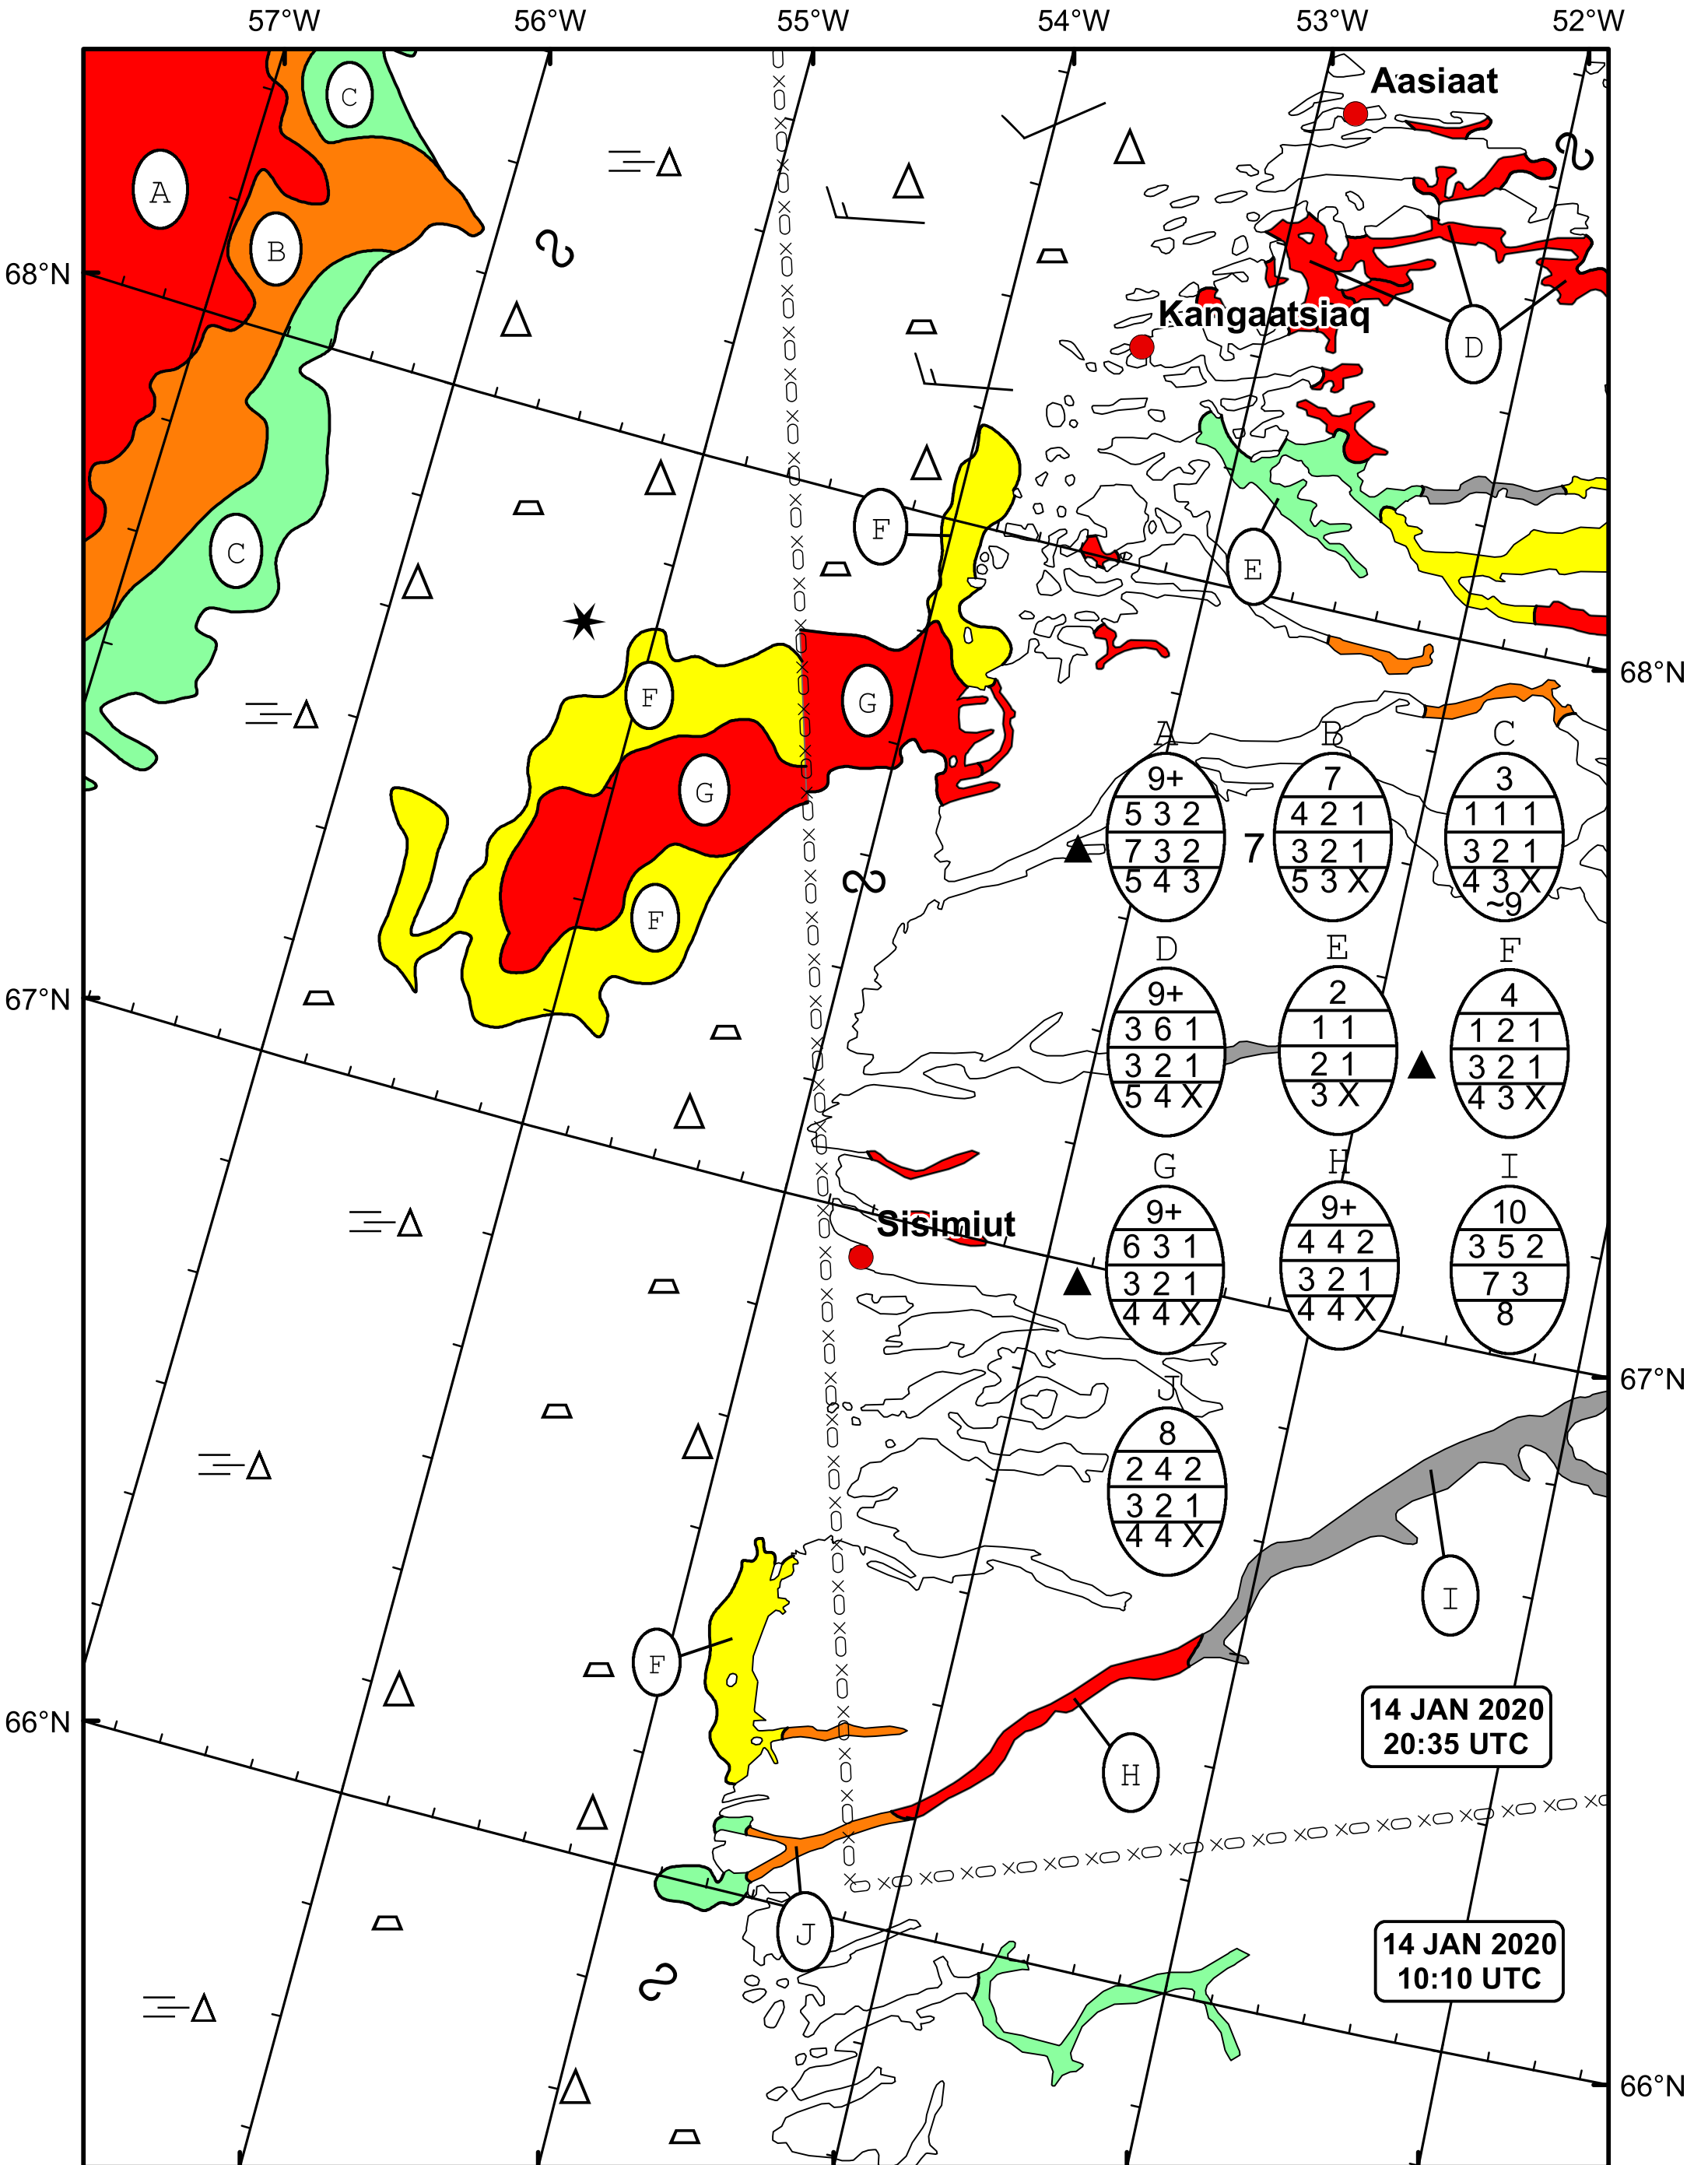 57°W 56°W 55°W 54°W 53°W 52°W
Aasiaat
C
A
B
68°N
Kangaatsiaq
D
F
C
E
68°N
F
G
G
F
A B C
9+ 7 3
5 3 2 4 2 1 1 1 1
7 3 2 7 3 2 1 3 2 1
5 4 3 5 3 X 4 3 X
~9
D E F
9+ 2 4
3 6 1 1 1 1 2 1
3 2 1 2 1 3 2 1
5 4 X 3 X 4 3 X
67°N
G H I
9+ 9+ 10
6 3 1 4 4 2 3 5 2
3 2 1 3 2 1 7 3
4 4 X 4 4 X 8
Sisimiut
67°N
J
8
2 4 2
3 2 1
4 4 X
I
F
66°N
H
14 JAN 2020
20:35 UTC
J
14 JAN 2020
10:10 UTC
66°N